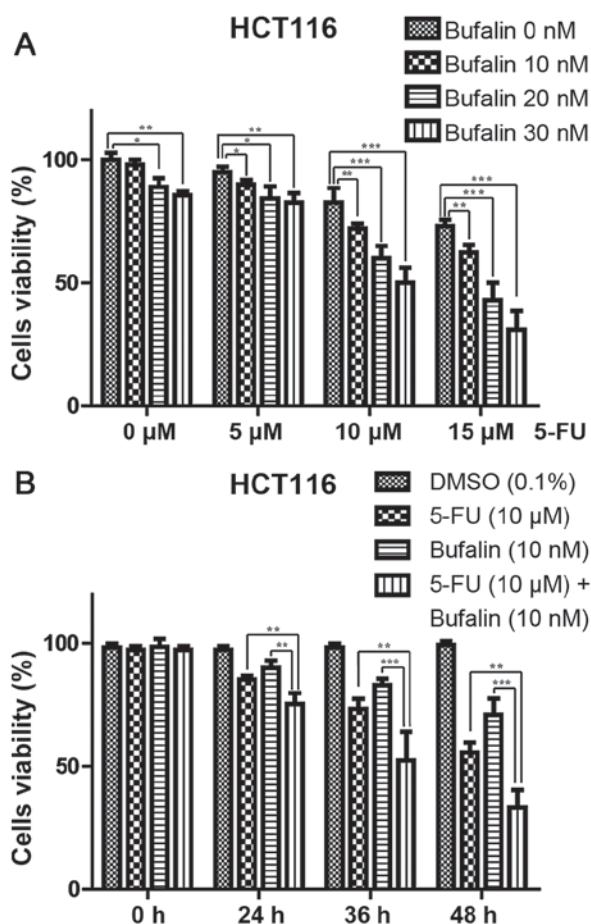 A
HCT116
Bufalin 0 nM
Bufalin 10 nM
Bufalin 20 nM
Bufalin 30 nM
Cells viability (%)
100
50
0
** * ** * * *** *** ** *** *** **
0 µM 5 µM 10 µM 15 µM 5-FU
B
HCT116
DMSO (0.1%)
5-FU (10 µM)
Bufalin (10 nM)
5-FU (10 µM) +
Bufalin (10 nM)
Cells viability (%)
100
50
0
** ** ** *** ** ***
0 h 24 h 36 h 48 h